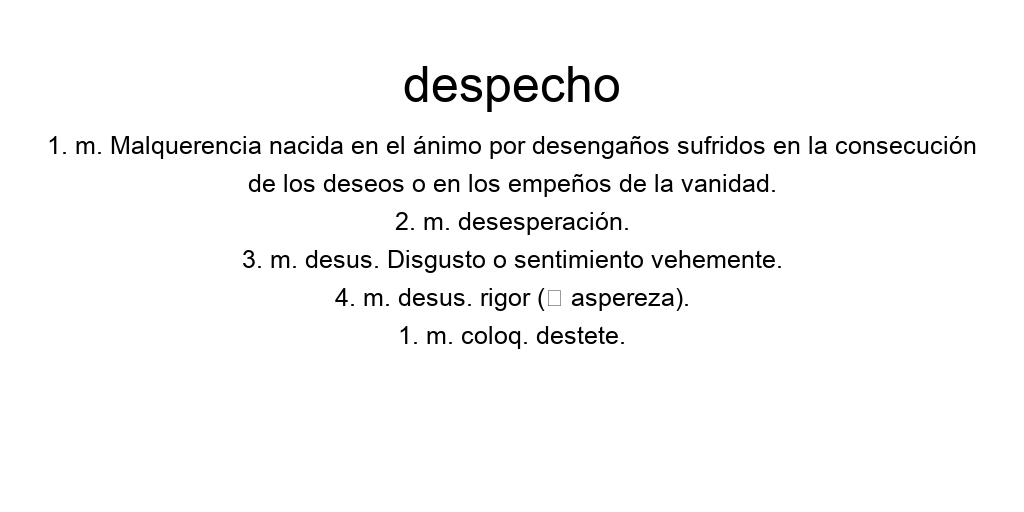 despecho
1. m. Malquerencia nacida en el ánimo por desengaños sufridos en la consecución
de los deseos o en los empeños de la vanidad.
2. m. desesperación.
3. m. desus. Disgusto o sentimiento vehemente.
4. m. desus. rigor (□ aspereza).
1. m. coloq. destete.